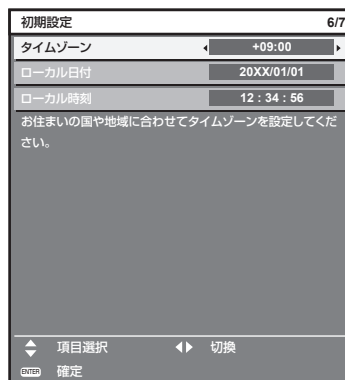 初期設定 6/7
タイムゾーン +09:00
ローカル日付 20XX/01/01
ローカル時刻 12 : 34 : 56
お住まいの国や地域に合わせてタイムゾーンを設定してくだ
さい。
項目選択 切換
ENTER 確定